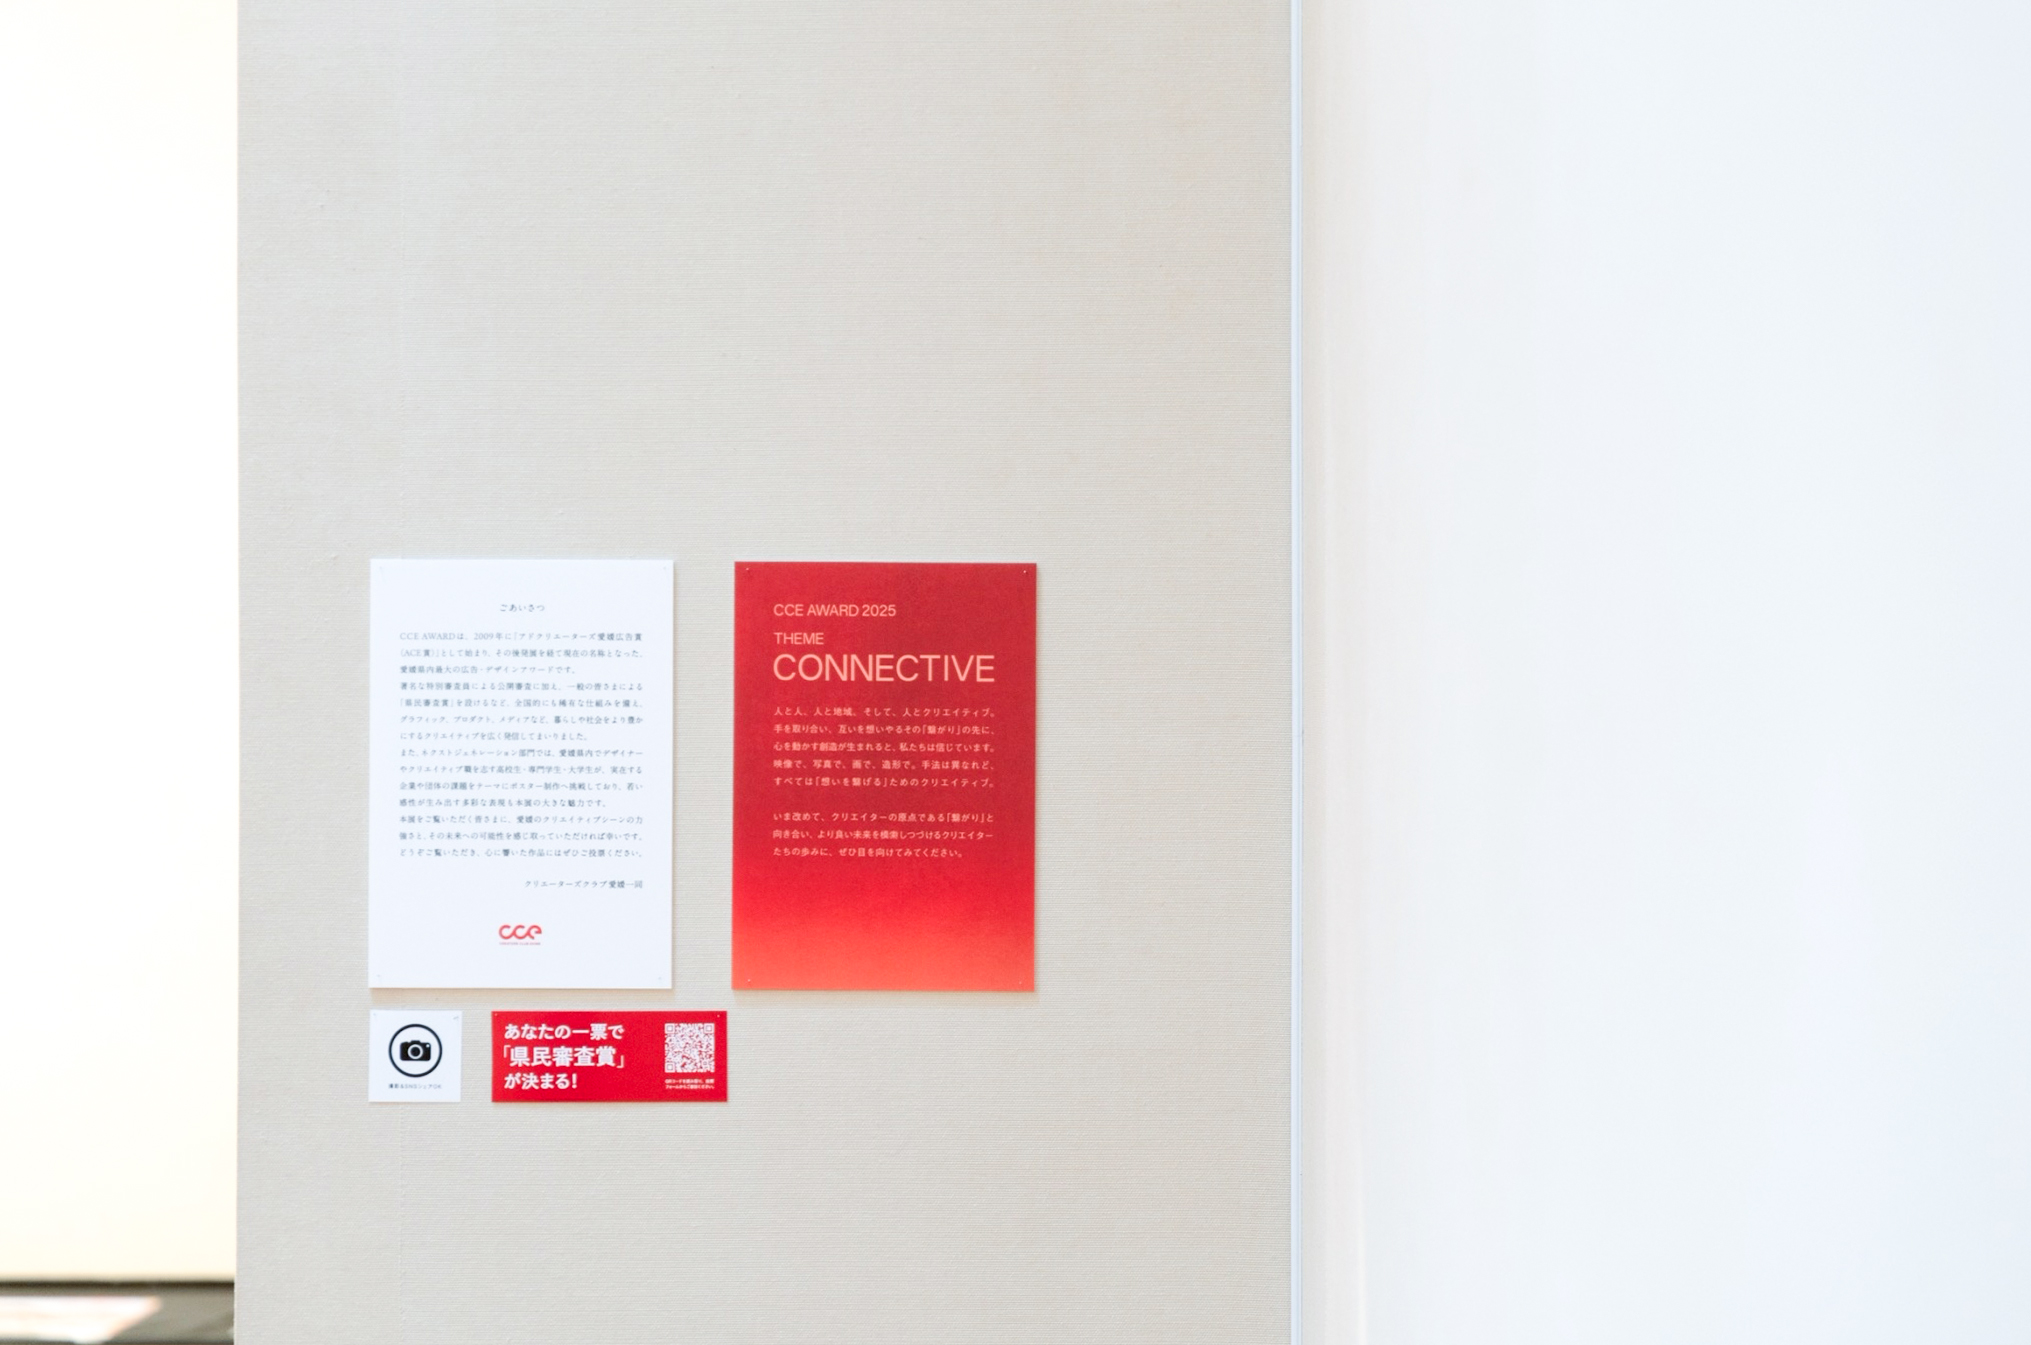 ごあいさつ
CCE AWARDは、2009年に「アドクリエーターズ愛媛広告賞
（ACE賞）」として始まり、その後発展を経て現在の名称となった、
愛媛県内最大の広告・デザインアワードです。
著名な特別審査員による公開審査に加え、一般の皆さまによる
「県民審査賞」を設けるなど、全国的にも稀有な仕組みを備え、
グラフィック、プロダクト、メディアなど、暮らしや社会をより豊か
にするクリエイティブを広く発信してまいりました。
また、ネクストジェネレーション部門では、愛媛県内でデザイナー
やクリエイティブ職を志す高校生・専門学生・大学生が、実在する
企業や団体の課題をテーマにポスター制作へ挑戦しており、若い
感性が生み出す多彩な表現も本展の大きな魅力です。
本展をご覧いただく皆さまに、愛媛のクリエイティブシーンの力
強さと、その未来への可能性を感じ取っていただければ幸いです。
どうぞご覧いただき、心に響いた作品にはぜひご投票ください。
クリエーターズクラブ愛媛一同
cce
CCE AWARD 2025
THEME
CONNECTIVE
人と人、人と地域。そして、人とクリエイティブ。
手を取り合い、互いを想いやるその「繋がり」の先に、
心を動かす創造が生まれると、私たちは信じています。
映像で、写真で、画で、造形で。手法は異なれど、
すべては「想いを繋げる」ためのクリエイティブ。
いま改めて、クリエイターの原点である「繋がり」と
向き合い、より良い未来を模索しつづけるクリエイター
たちの歩みに、ぜひ目を向けてみてください。
撮影&SNSシェアOK
あなたの一票で
「県民審査賞」
が決まる!